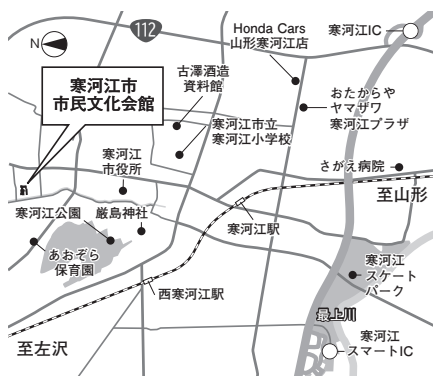 N
112
Honda Cars
山形寒河江店
寒河江IC
寒河江市
市民文化会館
古澤酒造
資料館
おたからや
ヤマザワ
寒河江プラザ
寒河江市立
寒河江小学校
寒河江
市役所
さがえ病院
至山形
寒河江公園
厳島神社
寒河江駅
あおぞら
保育園
寒河江
スケート
パーク
西寒河江駅
最上川
至左沢
寒河江
スマートIC